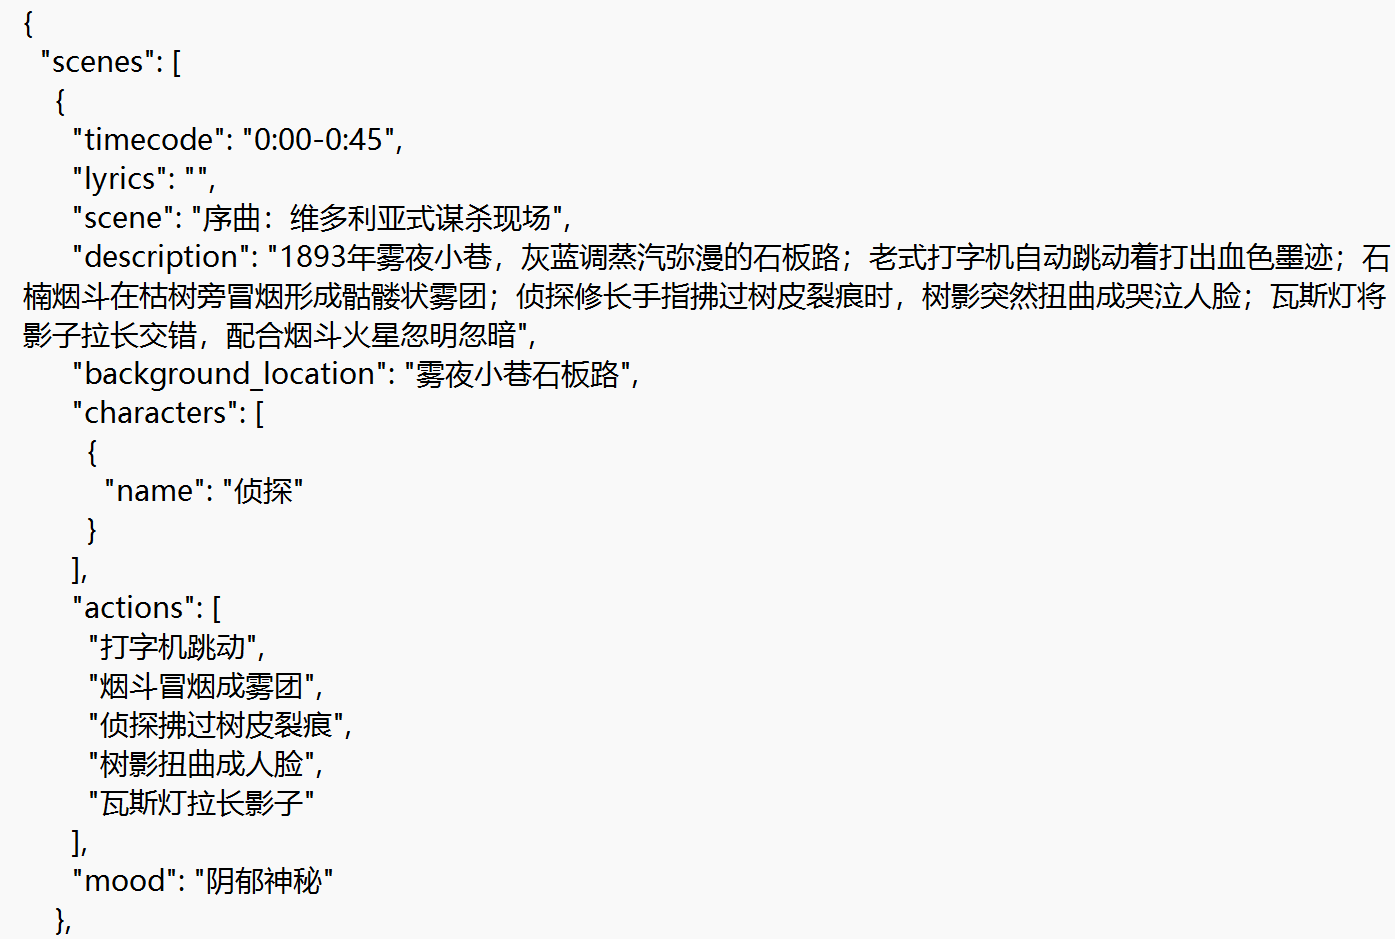 {
"scenes": [
{
"timecode": "0:00-0:45",
"lyrics": "",
"scene": "序曲：维多利亚式谋杀现场",
"description": "1893年雾夜小巷，灰蓝调蒸汽弥漫的石板路；老式打字机自动跳动着打出血色墨迹；石
楠烟斗在枯树旁冒烟形成骷髅状雾团；侦探修长手指拂过树皮裂痕时，树影突然扭曲成哭泣人脸；瓦斯灯将
影子拉长交错，配合烟斗火星忽明忽暗",
"background_location": "雾夜小巷石板路",
"characters": [
{
"name": "侦探"
}
],
"actions": [
"打字机跳动",
"烟斗冒烟成雾团",
"侦探拂过树皮裂痕",
"树影扭曲成人脸",
"瓦斯灯拉长影子"
],
"mood": "阴郁神秘"
},